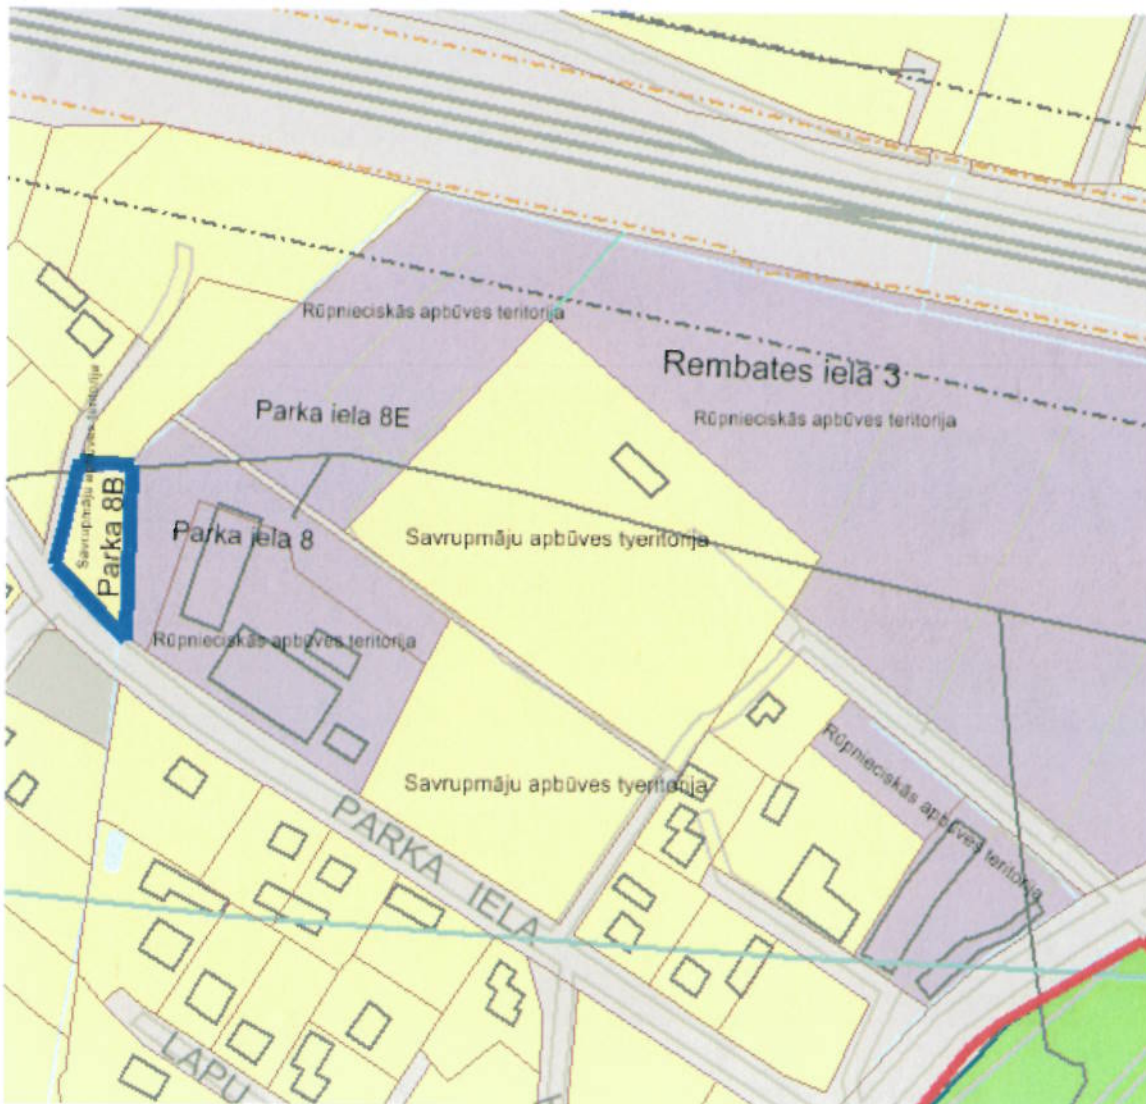 Rūpnieciskās apbūves teritorija
Rembates ielā 3
Parka iela 8E
Rūpnieciskās apbūves teritorija
Savrupmāju apbūves teritorija
Parka 8B
Parka iela 8
Savrupmāju apbūves tyeritorija
Rūpnieciskās apbūves teritorija
Savrupmāju apbūves tyeritorija
Rūpnieciskās apbūves teritorija
PARKA IELA
LAPU